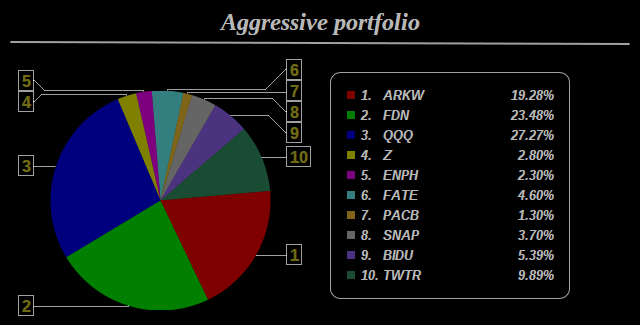 Aggressive portfolio
5
4
3
2
6
7
8
9
10
1
1. ARKW 19.28%
2. FDN 23.48%
3. QQQ 27.27%
4. Z 2.80%
5. ENPH 2.30%
6. FATE 4.60%
7. PACB 1.30%
8. SNAP 3.70%
9. BIDU 5.39%
10. TWTR 9.89%